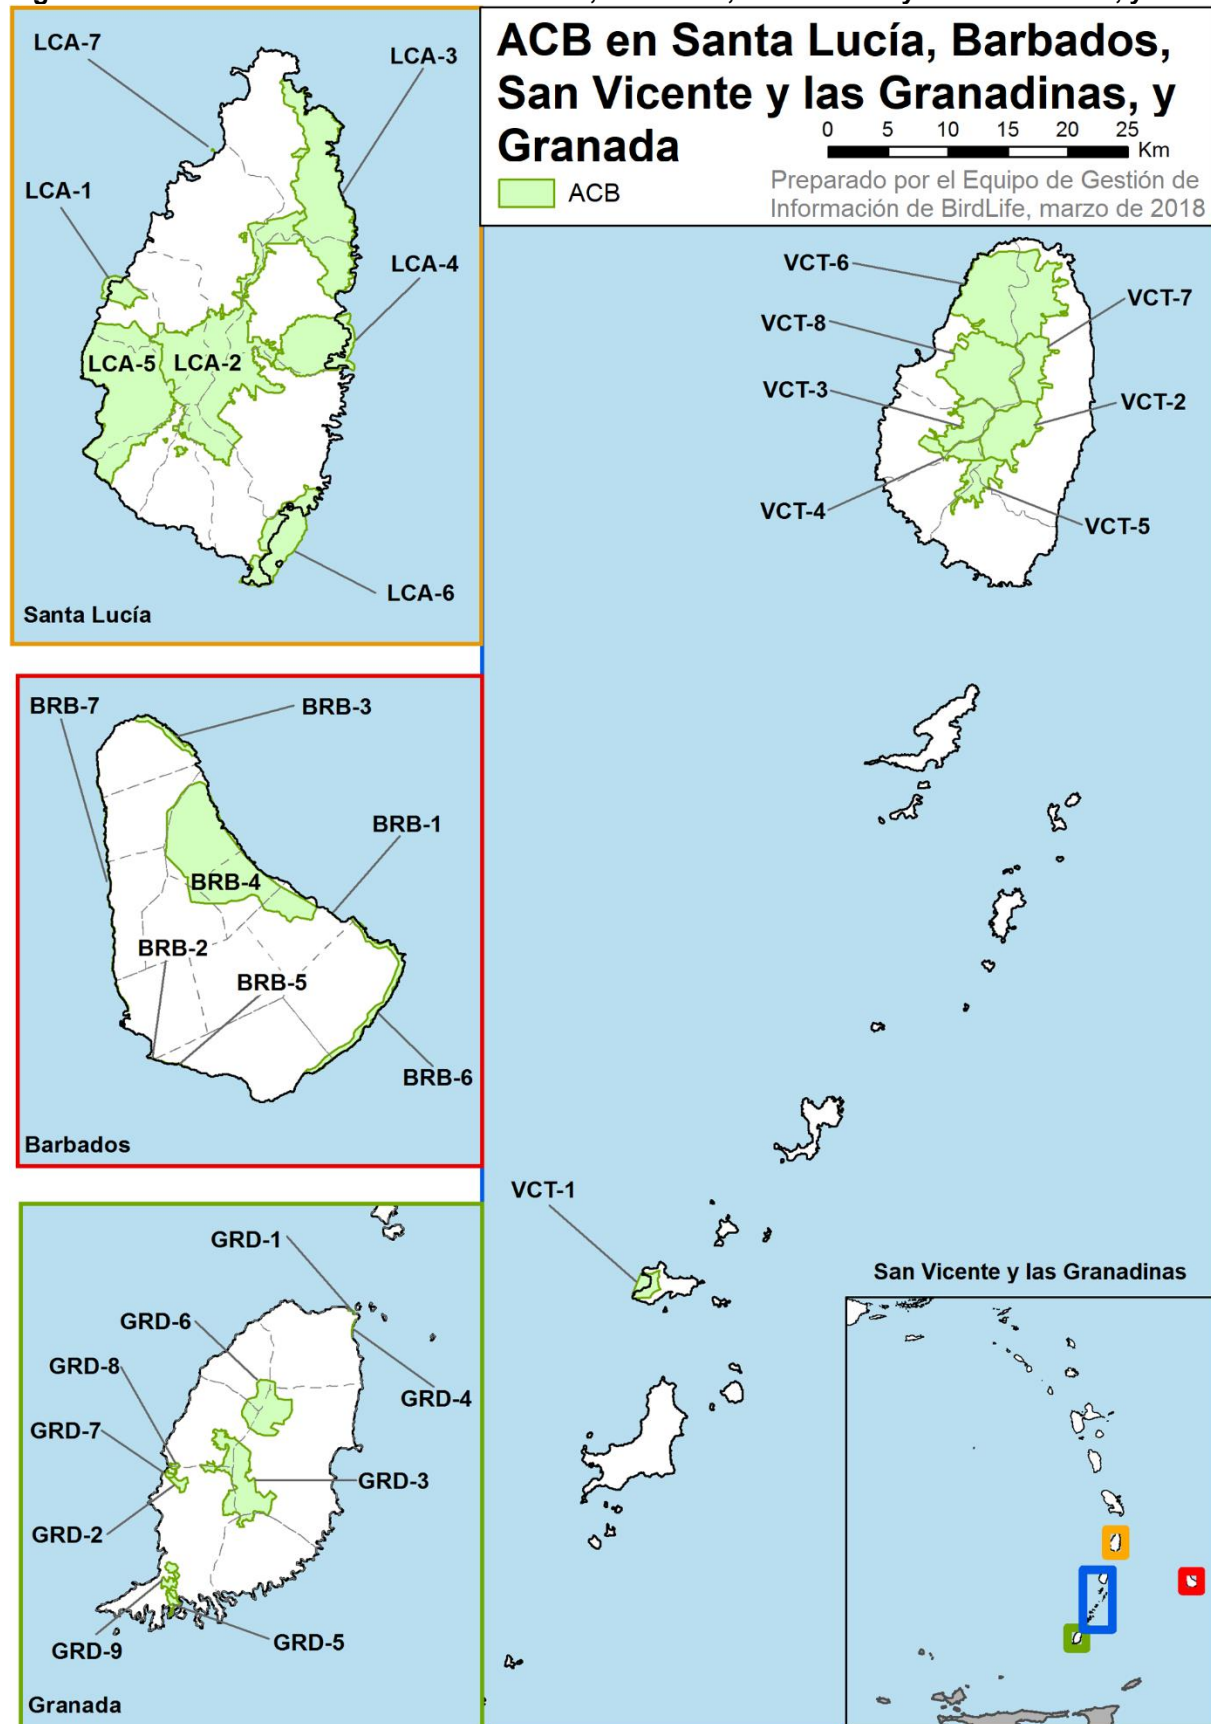 ACB en Santa Lucía, Barbados,
San Vicente y las Granadinas, y
Granada
0 5 10 15 20 25
Km
ACB
Preparado por el Equipo de Gestión de
Información de BirdLife, marzo de 2018
LCA-7
LCA-3
LCA-1
LCA-4
LCA-5
LCA-2
LCA-6
Santa Lucía
VCT-6
VCT-7
VCT-8
VCT-3
VCT-2
VCT-4
VCT-5
BRB-7
BRB-3
BRB-1
BRB-4
BRB-2
BRB-5
BRB-6
Barbados
VCT-1
San Vicente y las Granadinas
GRD-1
GRD-6
GRD-8
GRD-4
GRD-7
GRD-3
GRD-2
GRD-5
GRD-9
Granada